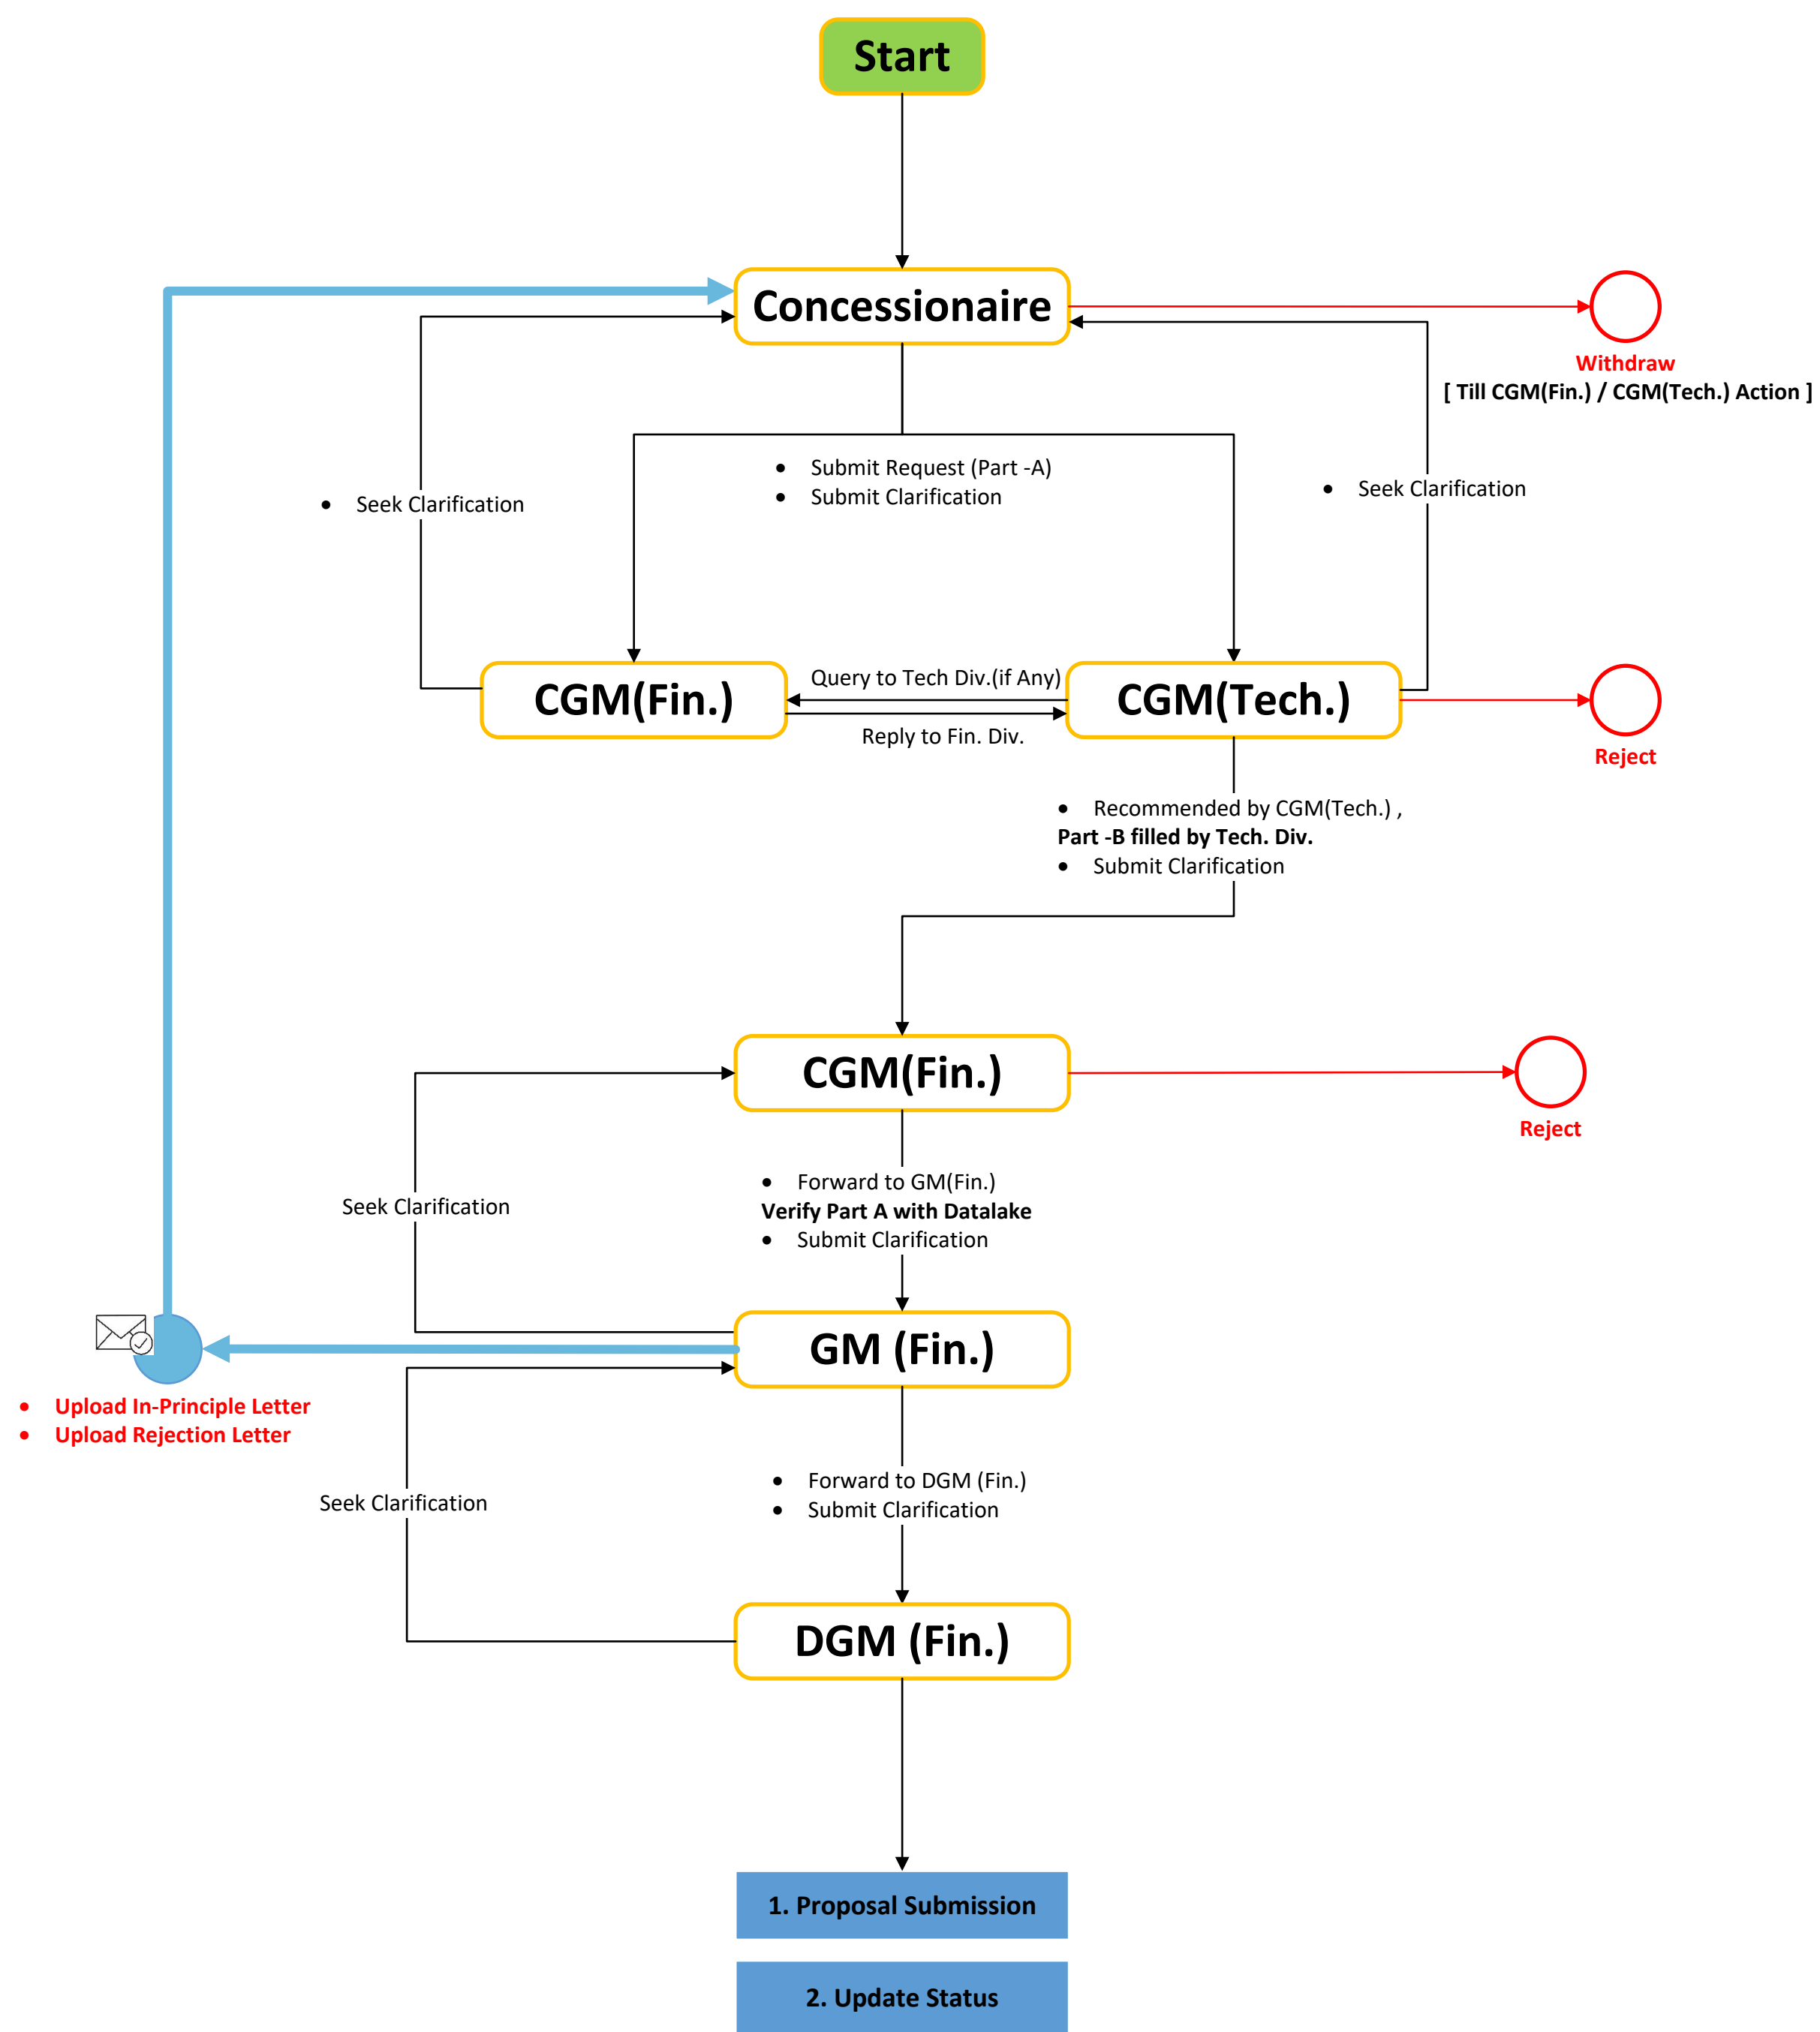 Start
Concessionaire
Withdraw
[ Till CGM(Fin.) / CGM(Tech.) Action ]
• Submit Request (Part -A)
• Submit Clarification
• Seek Clarification
• Seek Clarification
CGM(Fin.)
Query to Tech Div.(if Any)
Reply to Fin. Div.
CGM(Tech.)
Reject
• Recommended by CGM(Tech.) ,
Part -B filled by Tech. Div.
• Submit Clarification
CGM(Fin.)
Reject
Seek Clarification
• Forward to GM(Fin.)
Verify Part A with Datalake
• Submit Clarification
GM (Fin.)
• Upload In-Principle Letter
• Upload Rejection Letter
Seek Clarification
• Forward to DGM (Fin.)
• Submit Clarification
DGM (Fin.)
1. Proposal Submission
2. Update Status